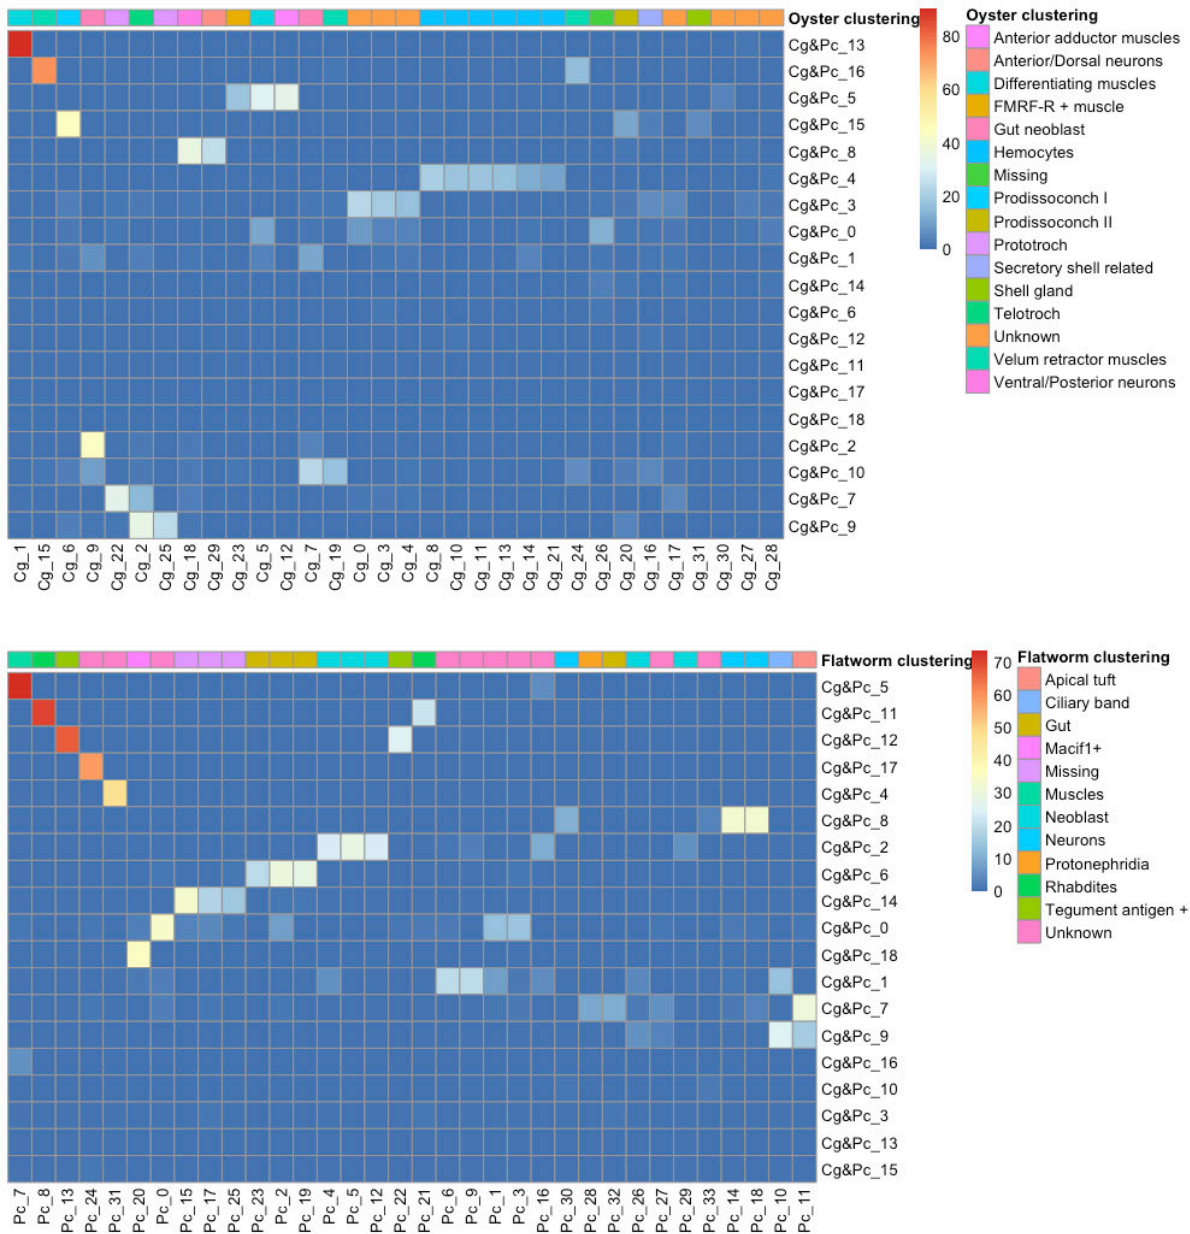 Oyster clustering
Cg&Pc_13
Cg&Pc_16
Cg&Pc_5
Cg&Pc_15
Cg&Pc_8
Cg&Pc_4
Cg&Pc_3
Cg&Pc_0
Cg&Pc_1
Cg&Pc_14
Cg&Pc_6
Cg&Pc_12
Cg&Pc_11
Cg&Pc_17
Cg&Pc_18
Cg&Pc_2
Cg&Pc_10
Cg&Pc_7
Cg&Pc_9
Cg_1
Cg_15
Cg_6
Cg_9
Cg_22
Cg_2
Cg_25
Cg_18
Cg_29
Cg_23
Cg_5
Cg_12
Cg_7
Cg_19
Cg_0
Cg_3
Cg_4
Cg_8
Cg_10
Cg_11
Cg_13
Cg_14
Cg_21
Cg_24
Cg_26
Cg_20
Cg_16
Cg_17
Cg_31
Cg_30
Cg_27
Cg_28
80
60
40
20
0
Oyster clustering
Anterior adductor muscles
Anterior/Dorsal neurons
Differentiating muscles
FMRF-R + muscle
Gut neoblast
Hemocytes
Missing
Prodissoconch I
Prodissoconch II
Prototroch
Secretory shell related
Shell gland
Telotroch
Unknown
Velum retractor muscles
Ventral/Posterior neurons
Flatworm clustering
Cg&Pc_5
Cg&Pc_11
Cg&Pc_12
Cg&Pc_17
Cg&Pc_4
Cg&Pc_8
Cg&Pc_2
Cg&Pc_6
Cg&Pc_14
Cg&Pc_0
Cg&Pc_18
Cg&Pc_1
Cg&Pc_7
Cg&Pc_9
Cg&Pc_16
Cg&Pc_10
Cg&Pc_3
Cg&Pc_13
Cg&Pc_15
Pc_7
Pc_8
Pc_13
Pc_24
Pc_31
Pc_20
Pc_0
Pc_15
Pc_17
Pc_25
Pc_23
Pc_2
Pc_19
Pc_4
Pc_5
Pc_12
Pc_22
Pc_21
Pc_6
Pc_9
Pc_1
Pc_3
Pc_16
Pc_30
Pc_28
Pc_32
Pc_26
Pc_27
Pc_29
Pc_33
Pc_14
Pc_18
Pc_10
Pc_11
70
60
50
40
30
20
10
0
Flatworm clustering
Apical tuft
Ciliary band
Gut
Macif1+
Missing
Muscles
Neoblast
Neurons
Protonephridia
Rhabdites
Tegument antigen +
Unknown